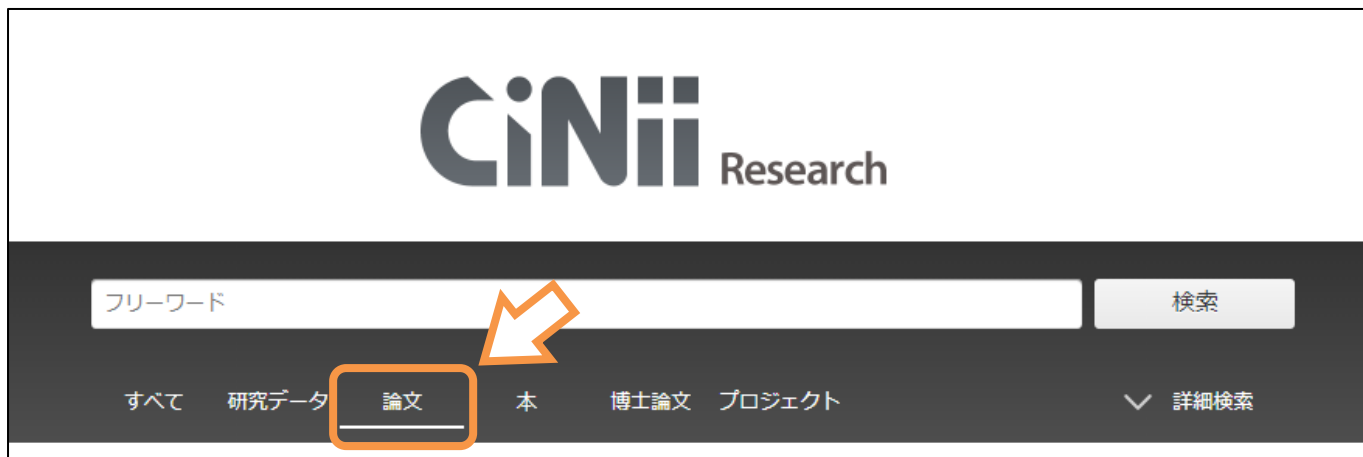 CiNii Research
フリーワード 検索
すべて 研究データ 論文 本 博士論文 プロジェクト 詳細検索